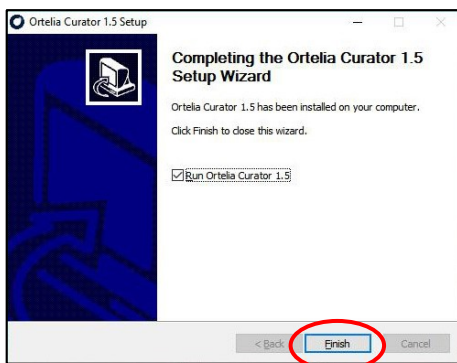 Ortelia Curator 1.5 Setup
Completing the Ortelia Curator 1.5
Setup Wizard
Ortelia Curator 1.5 has been installed on your computer.
Click Finish to close this wizard.
Run Ortelia Curator 1.5
< Back Finish Cancel